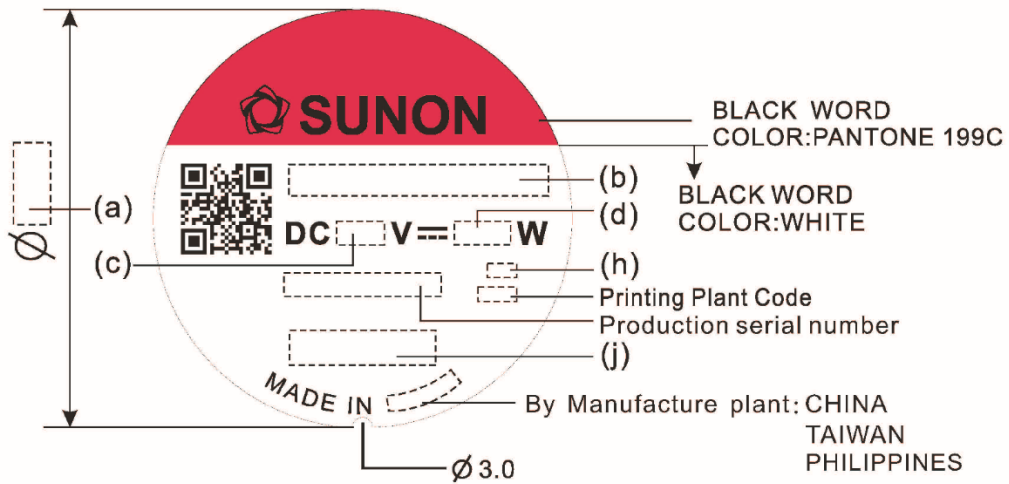 SUNON
BLACK WORD
COLOR:PANTONE 199C
(b)
BLACK WORD
COLOR:WHITE
(a)
(d)
DC V W
(c)
(h)
Printing Plant Code
Production serial number
(j)
MADE IN
By Manufacture plant: CHINA
TAIWAN
PHILIPPINES
Ø
Ø 3.0